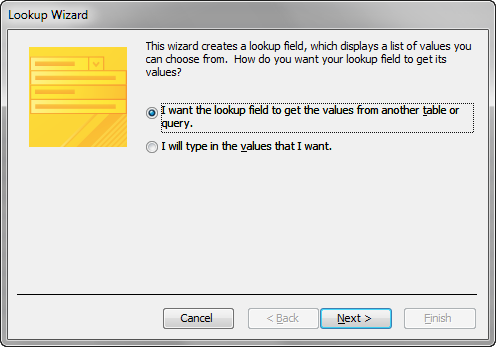 Lookup Wizard
This wizard creates a lookup field, which displays a list of values you
can choose from.  How do you want your lookup field to get its
values?
I want the lookup field to get the values from another table or
query.
I will type in the values that I want.
Cancel
< Back
Next >
Finish